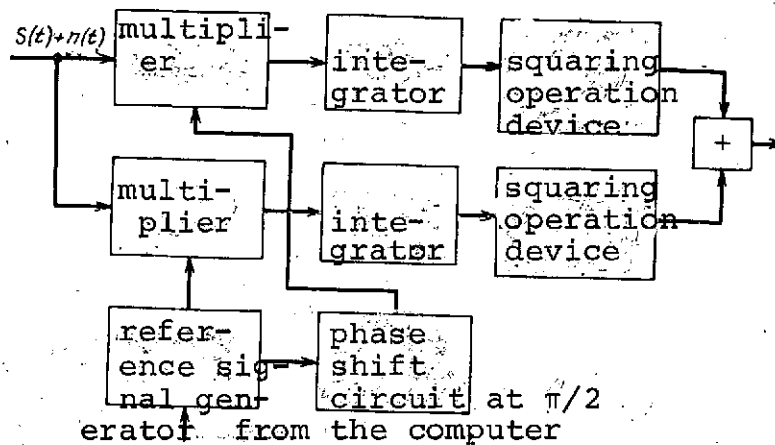 S(t)+n(t)
multipli-
er
inte-
grator
squaring
operation
device
+
multi-
plier
inte-
grator
squaring
operation
device
refer-
ence sig-
nal gen-
erator
phase
shift
circuit at π/2
from the computer